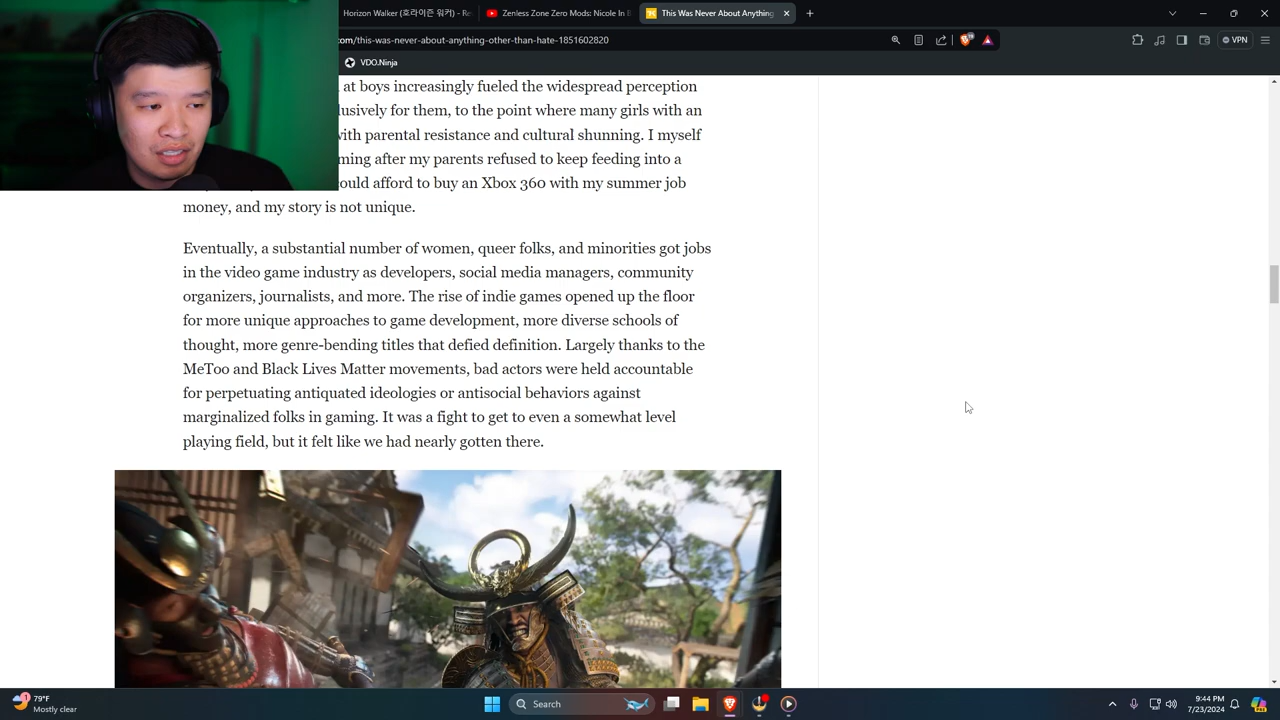 Horizon Walker (호라이즌 워커) - Re
Zenless Zone Zero Mods: Nicole In B
This Was Never About Anything
com/this-was-never-about-anything-other-than-hate-1851602820
VPN
VDO.Ninja
at boys increasingly fueled the widespread perception
lusively for them, to the point where many girls with an
with parental resistance and cultural shunning. I myself
ming after my parents refused to keep feeding into a
ould afford to buy an Xbox 360 with my summer job
money, and my story is not unique.
Eventually, a substantial number of women, queer folks, and minorities got jobs
in the video game industry as developers, social media managers, community
organizers, journalists, and more. The rise of indie games opened up the floor
for more unique approaches to game development, more diverse schools of
thought, more genre-bending titles that defied definition. Largely thanks to the
MeToo and Black Lives Matter movements, bad actors were held accountable
for perpetuating antiquated ideologies or antisocial behaviors against
marginalized folks in gaming. It was a fight to get to even a somewhat level
playing field, but it felt like we had nearly gotten there.
1
79°F
Mostly clear
Search
9:44 PM
7/23/2024